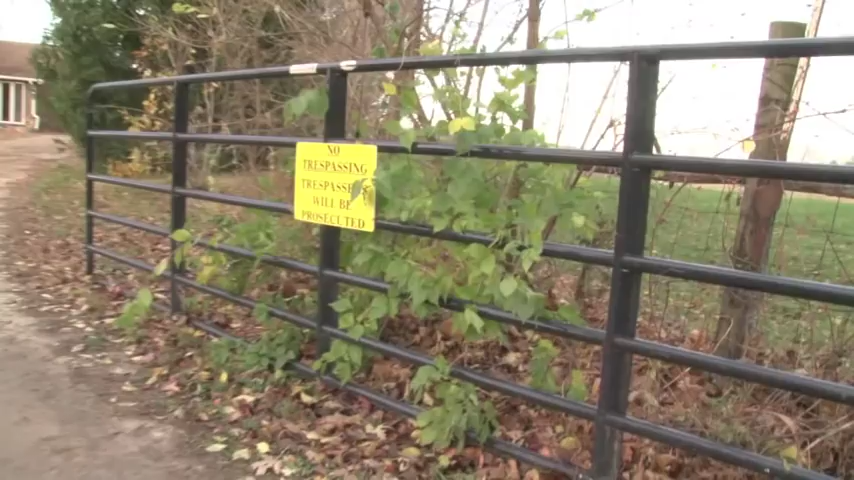 NO
TRESPASSING
TRESPASSERS
WILL BE
PROSECUTED